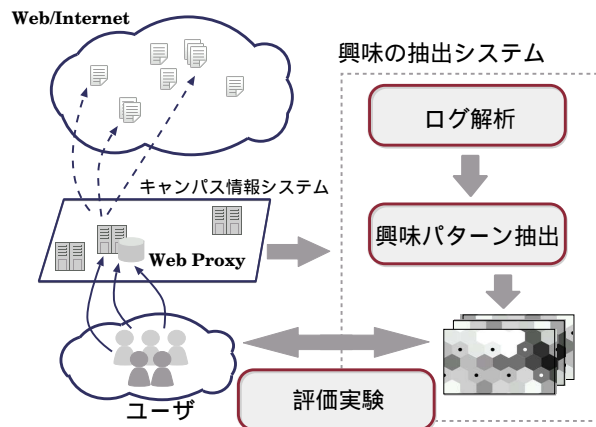 Web/Internet
興味の抽出システム
ログ解析
キャンパス情報システム
Web Proxy
興味パターン抽出
ユーザ
評価実験